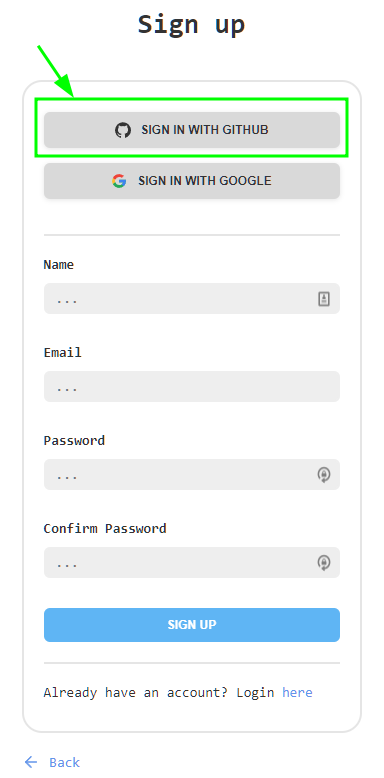 Sign up
SIGN IN WITH GITHUB
SIGN IN WITH GOOGLE
Name
...
Email
...
Password
...
Confirm Password
...
SIGN UP
Already have an account? Login here
Back